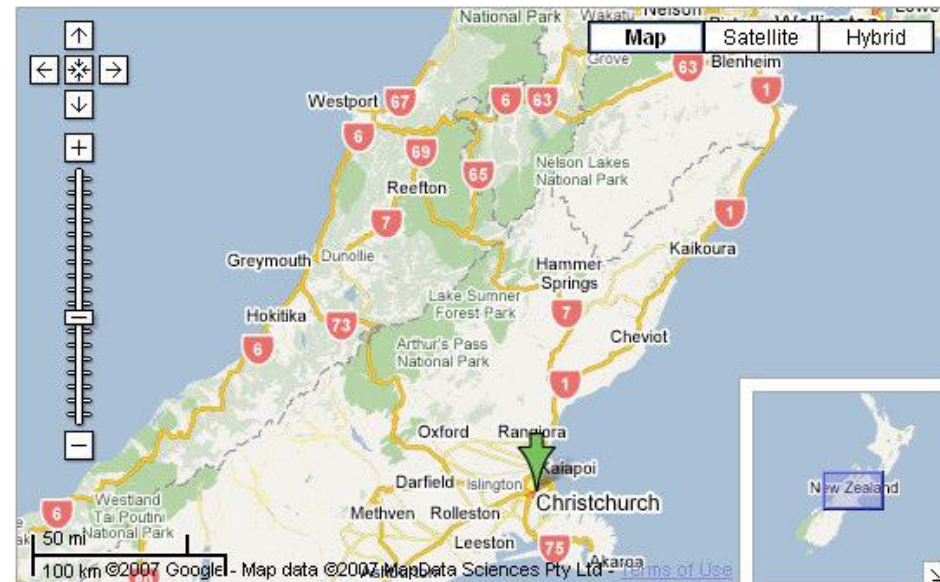 National Park
Wakatu
Nelson
Wellington
Lowe
Map
Satellite
Hybrid
Grove
63
Blenheim
1
Westport
67
6
63
6
69
Nelson Lakes
National Park
65
Reefton
7
1
Kaikoura
Greymouth
Dunollie
Hammer
Springs
Lake Sumner
Forest Park
7
Hokitika
73
Cheviot
6
Arthur's Pass
National Park
1
Oxford
Rangiora
Kaiapoi
Darfield
Islington
New Zealand
Christchurch
Westland
Tai Poutini
National Park
6
Methven
Rolleston
50 mi
Leeston
75
Akaroa
100 km
©2007 Google - Map data ©2007 MapData Sciences Pty Ltd - Terms of Use